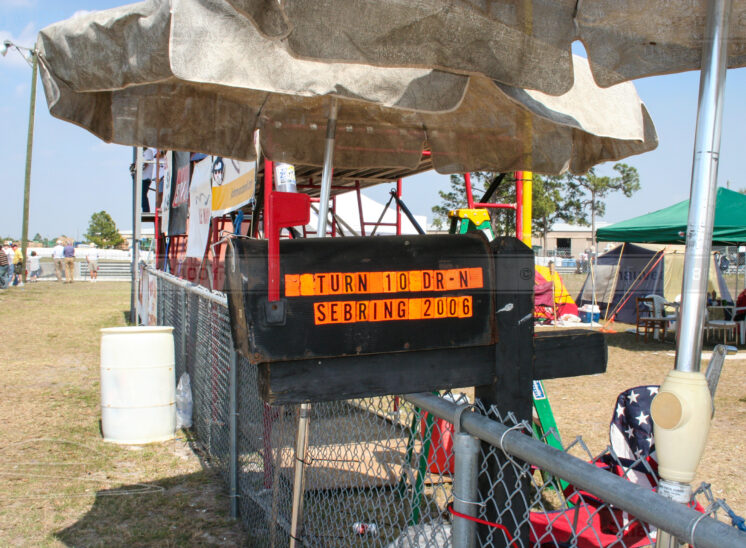 TURN 10 DR-N
SEBRING 2006